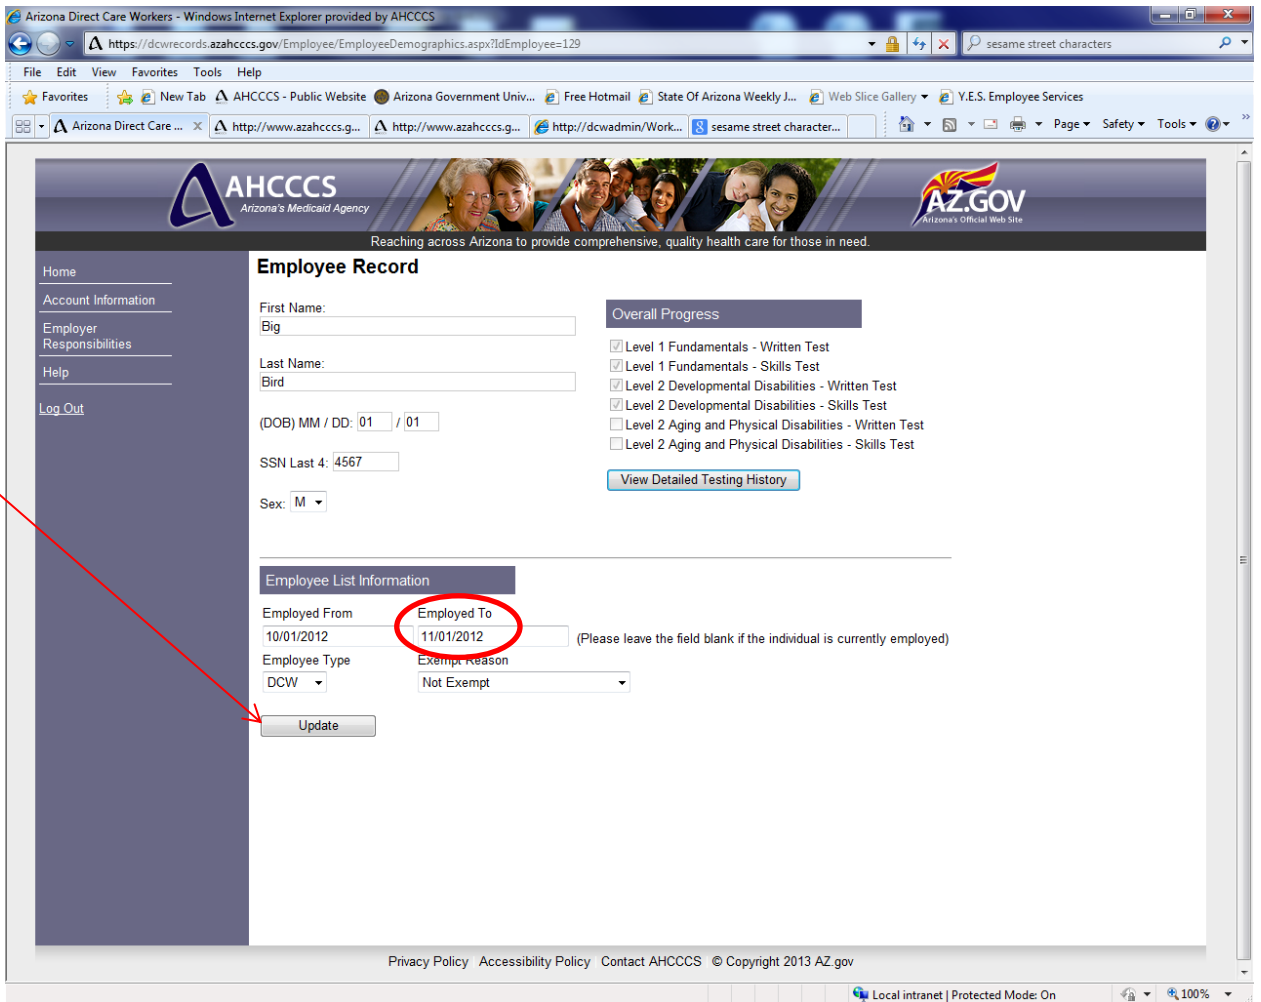 Arizona Direct Care Workers - Windows Internet Explorer provided by AHCCCS
https://dcwrecords.azahcccs.gov/Employee/EmployeeDemographics.aspx?IdEmployee=129
sesame street characters
File Edit View Favorites Tools Help
Favorites New Tab AHCCCS - Public Website Arizona Government Univ... Free Hotmail State Of Arizona Weekly J... Web Slice Gallery Y.E.S. Employee Services
Arizona Direct Care ... X http://www.azahcccs.g... http://www.azahcccs.g... http://dcwadmin/Work... sesame street character... Page Safety Tools »
AHCCCS
Arizona's Medicaid Agency
AZ.GOV
Arizona's Official Web Site
Reaching across Arizona to provide comprehensive, quality health care for those in need.
Home
Account Information
Employer
Responsibilities
Help
Log Out
Employee Record
First Name:
Big
Last Name:
Bird
(DOB) MM / DD: 01 / 01
SSN Last 4: 4567
Sex: M
Overall Progress
Level 1 Fundamentals - Written Test
Level 1 Fundamentals - Skills Test
Level 2 Developmental Disabilities - Written Test
Level 2 Developmental Disabilities - Skills Test
Level 2 Aging and Physical Disabilities - Written Test
Level 2 Aging and Physical Disabilities - Skills Test
View Detailed Testing History
Employee List Information
Employed From Employed To
10/01/2012 11/01/2012 (Please leave the field blank if the individual is currently employed)
Employee Type Exempt Reason
DCW Not Exempt
Update
Privacy Policy Accessibility Policy Contact AHCCCS © Copyright 2013 AZ.gov
Local intranet | Protected Mode: On 100%